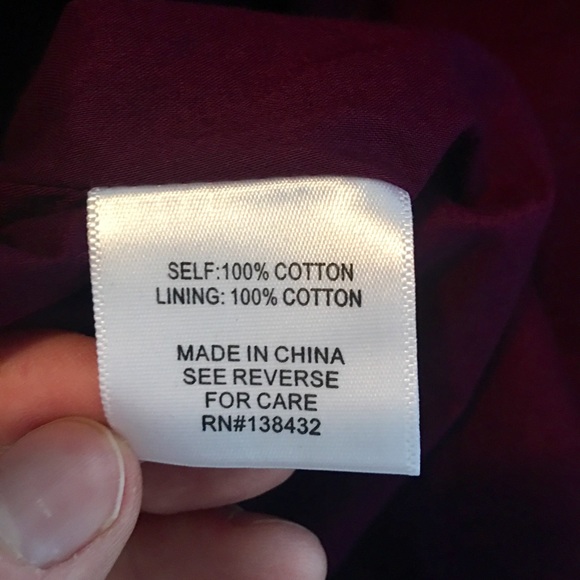 SELF:100% COTTON
LINING: 100% COTTON
MADE IN CHINA
SEE REVERSE
FOR CARE
RN#138432